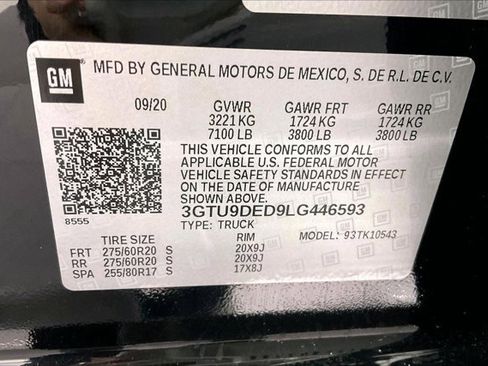 GM
MFD BY GENERAL MOTORS DE MEXICO, S. DE R.L. DE C.V.
09/20 GVWR GAWR FRT GAWR RR
3221 KG 1724 KG 1724 KG
7100 LB 3800 LB 3800 LB
THIS VEHICLE CONFORMS TO ALL
APPLICABLE U.S. FEDERAL MOTOR
VEHICLE SAFETY STANDARDS IN EFFECT
ON THE DATE OF MANUFACTURE
SHOWN ABOVE.
3GTU9DED9LG446593
8555 TYPE: TRUCK MODEL: 93TK10543
TIRE SIZE RIM
FRT 275/60R20 S 20X9J
RR 275/60R20 S 20X9J
SPA 255/80R17 S 17X8J